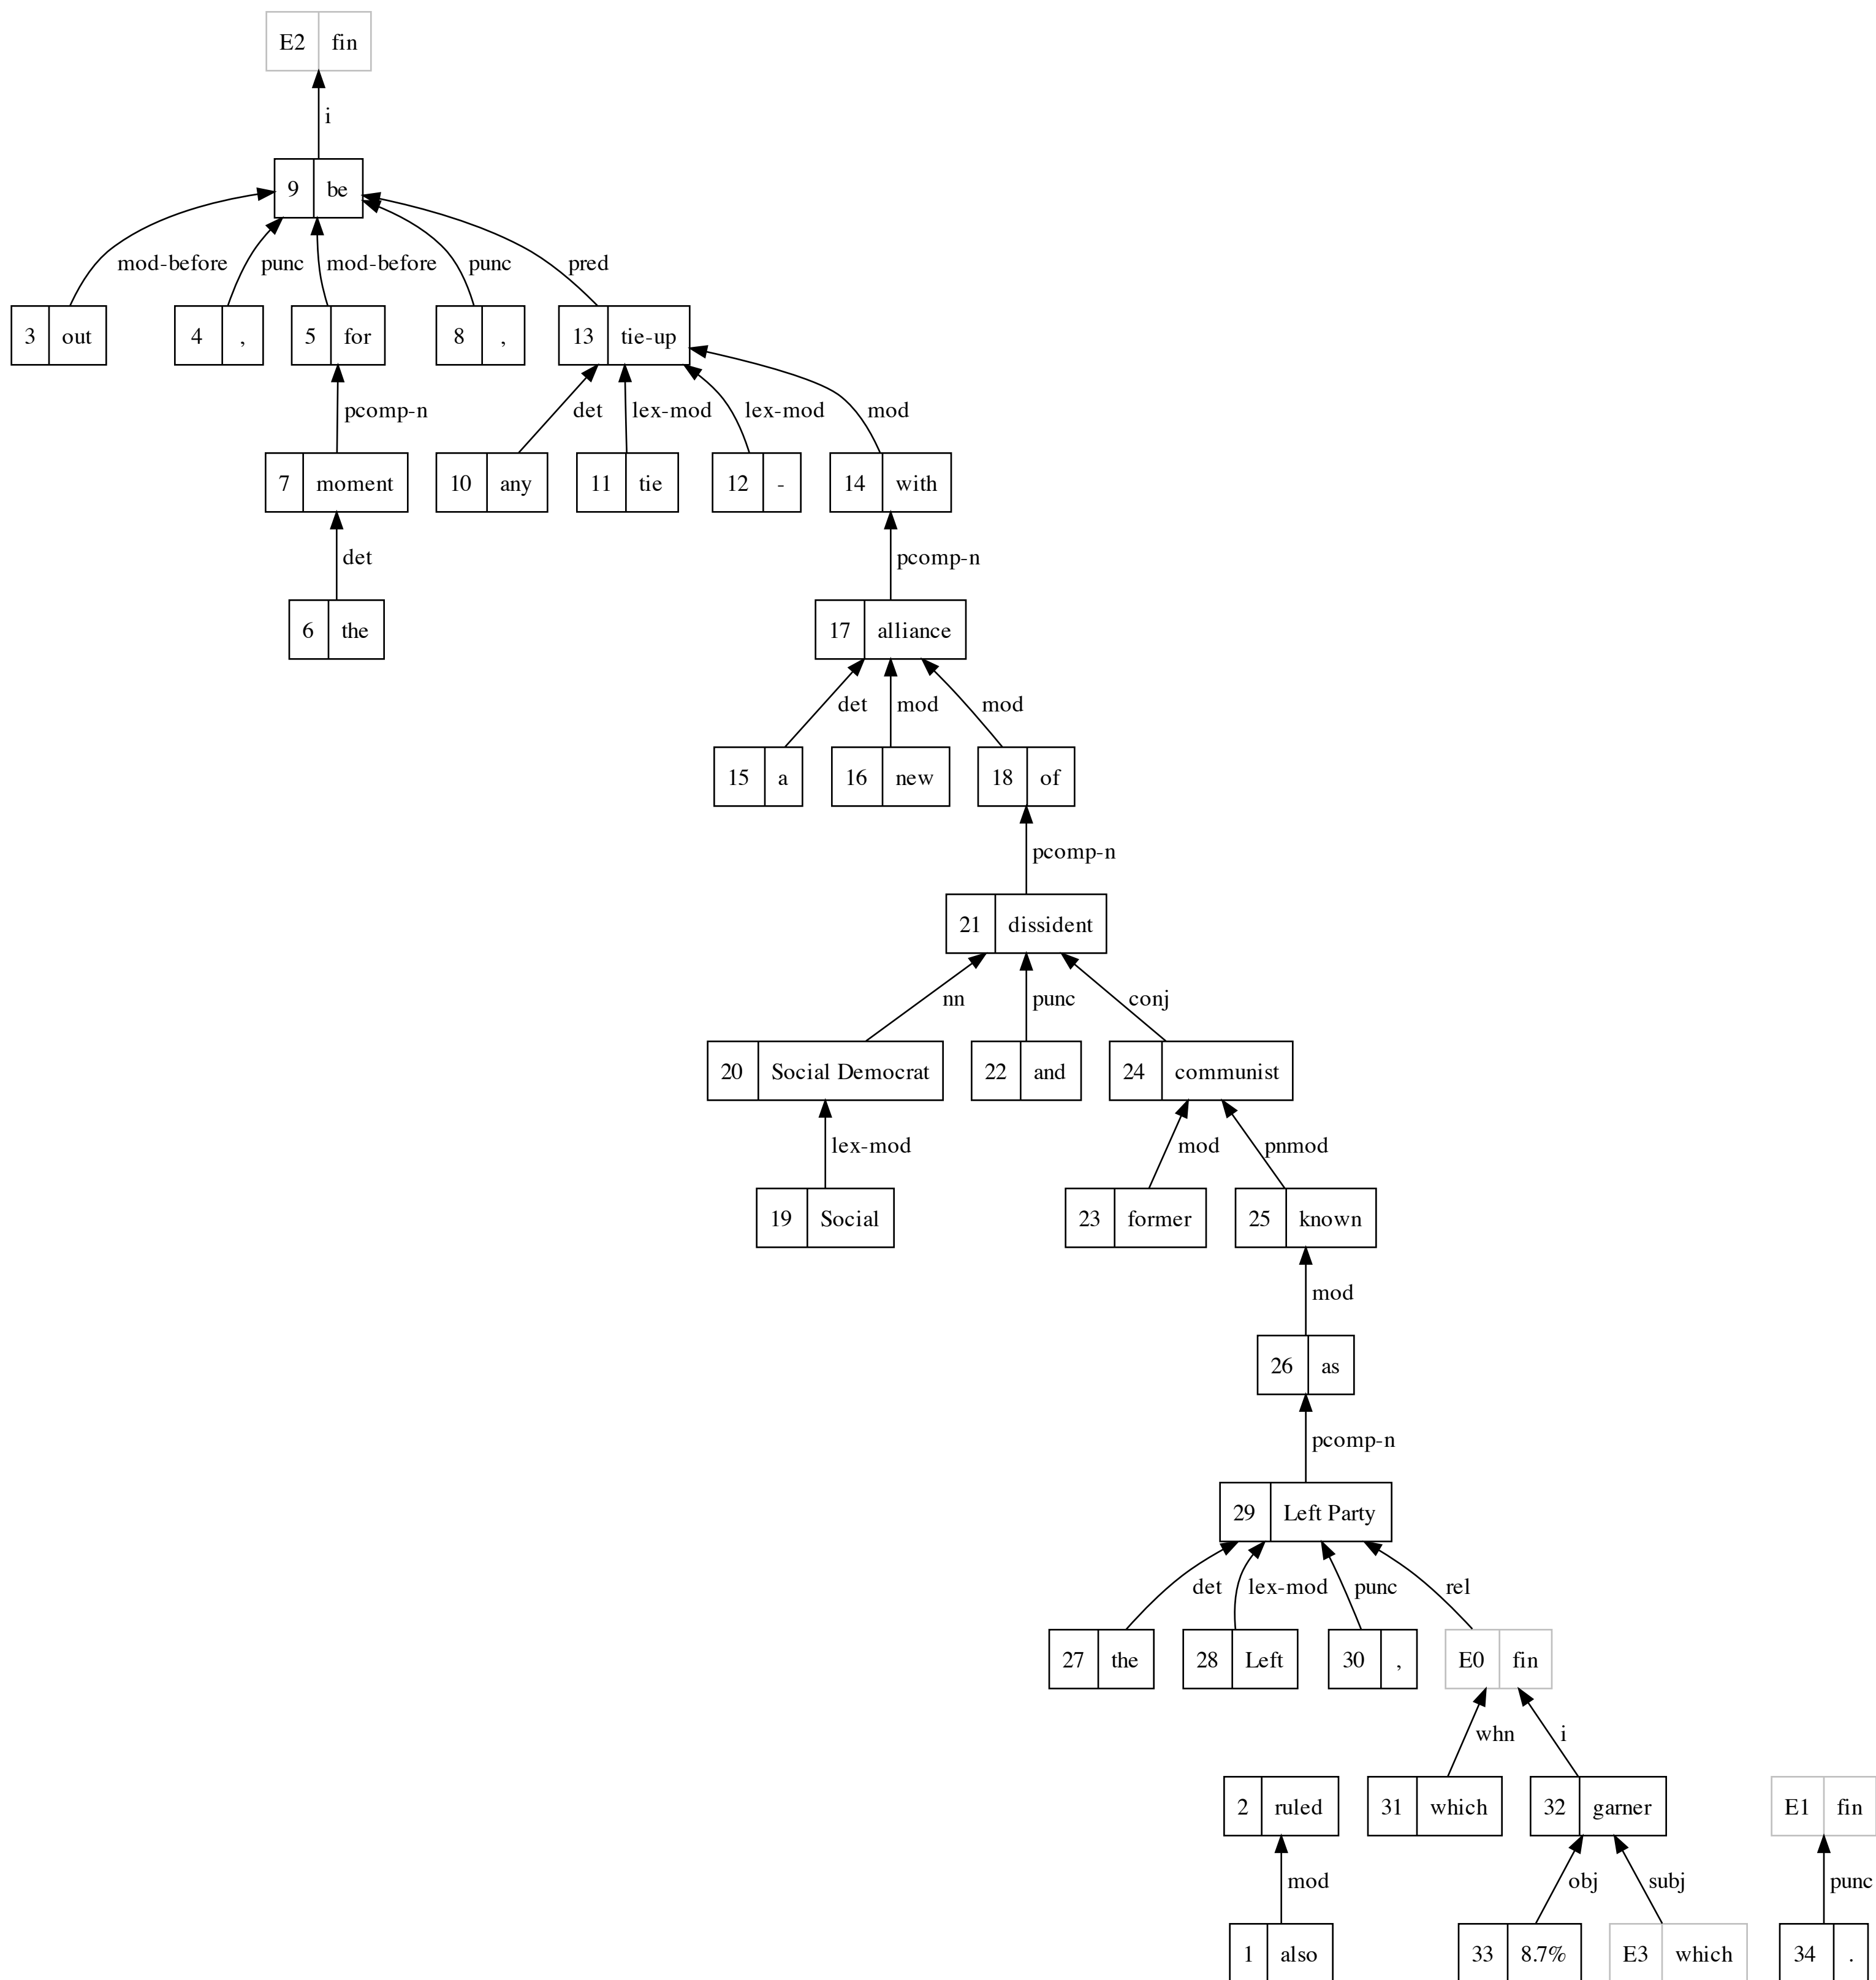 E2 fin
i
9 be
mod-before punc mod-before punc pred
3 out 4 , 5 for 8 , 13 tie-up
pcomp-n det lex-mod lex-mod mod
7 moment 10 any 11 tie 12 - 14 with
det pcomp-n
6 the 17 alliance
det mod mod
15 a 16 new 18 of
pcomp-n
21 dissident
nn punc conj
20 Social Democrat 22 and 24 communist
lex-mod mod pnmod
19 Social 23 former 25 known
mod
26 as
pcomp-n
29 Left Party
det lex-mod punc rel
27 the 28 Left 30 , E0 fin
whn i
2 ruled 31 which 32 garner E1 fin
mod obj subj punc
1 also 33 8.7% E3 which 34 .